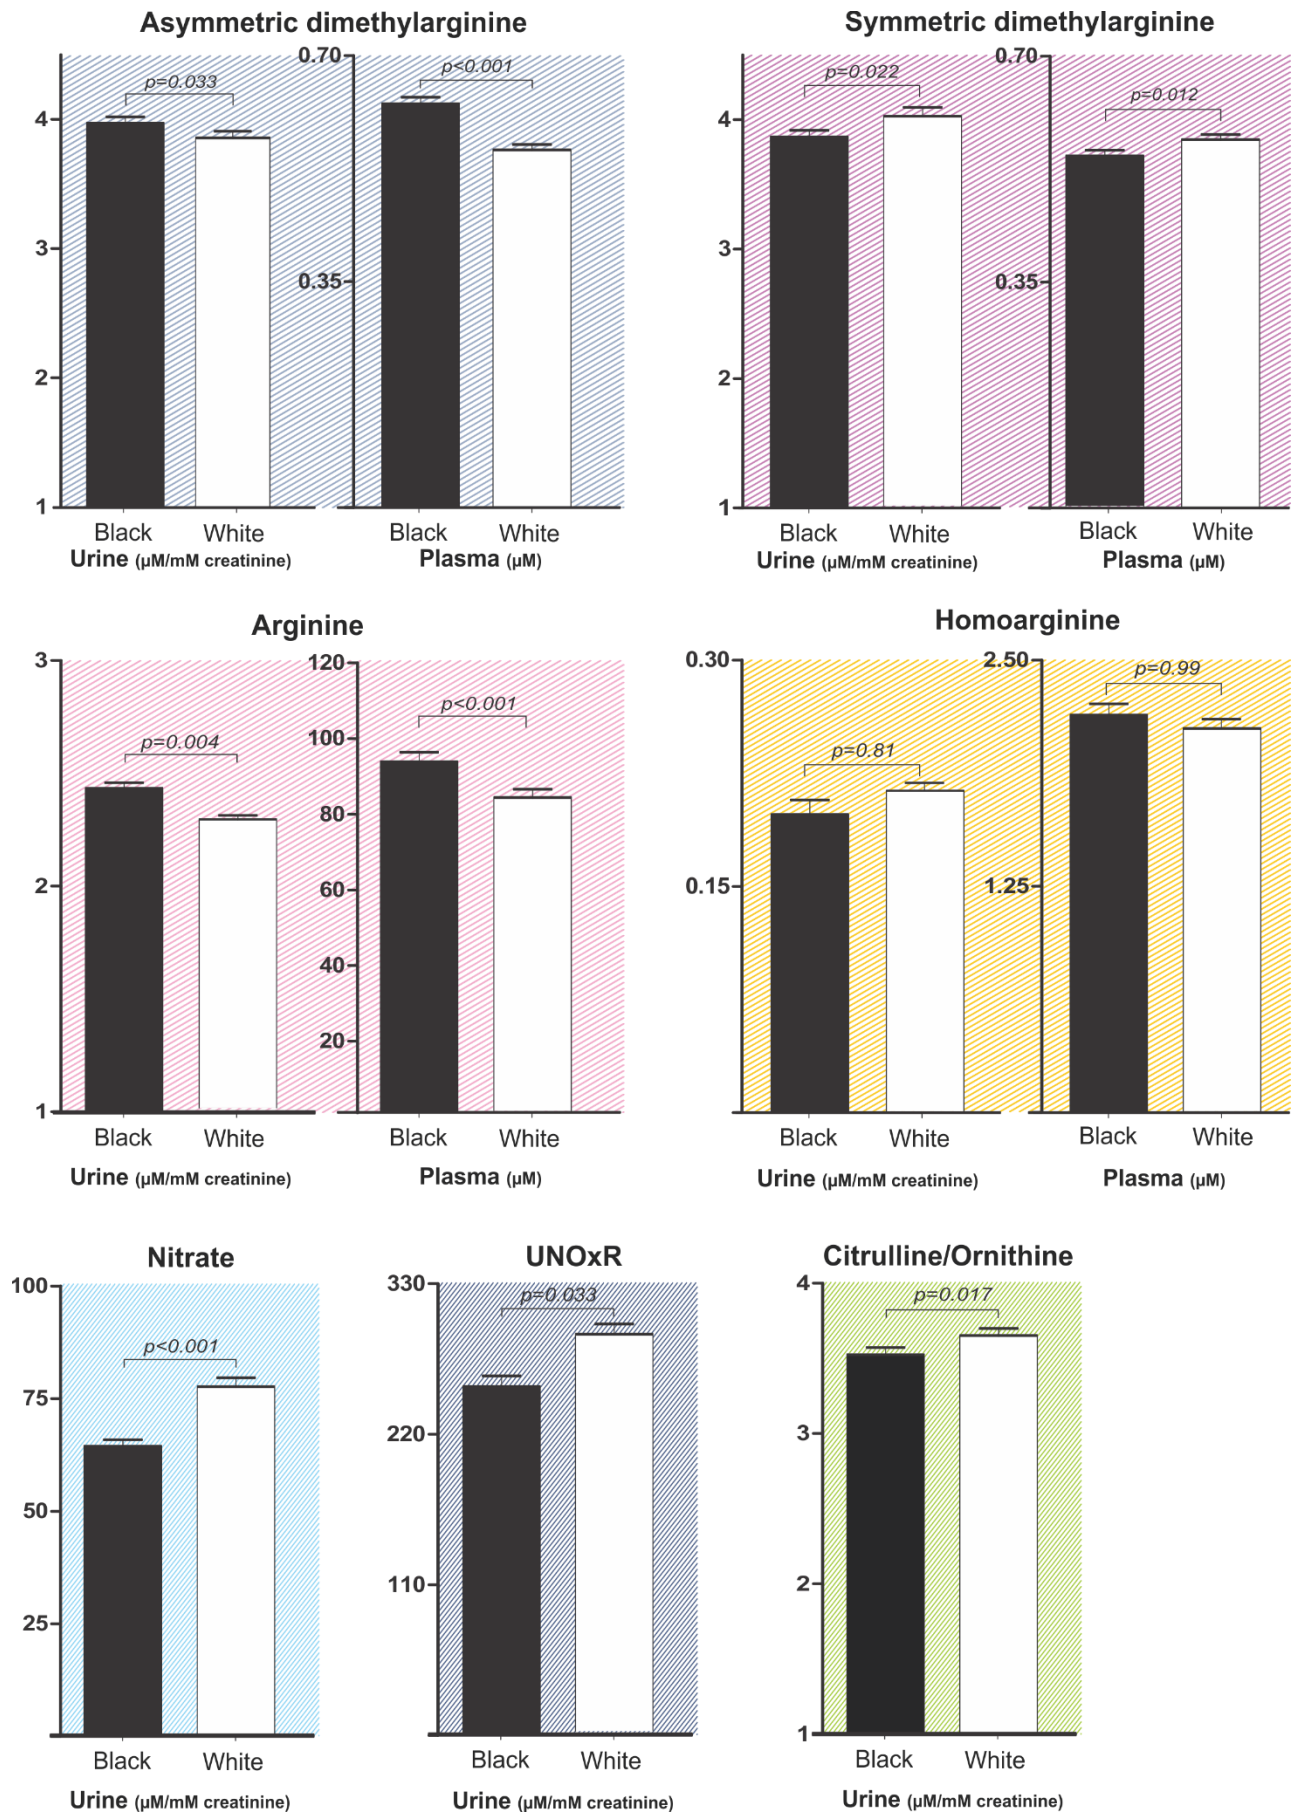 Asymmetric dimethylarginine
Symmetric dimethylarginine
0.70
p=0.033
p<0.001
4
3
0.35
2
1
Black
White
Black
White
Urine (µM/mM creatinine)
Plasma (µM)
0.70
p=0.022
p=0.012
4
3
0.35
2
1
Black
White
Black
White
Urine (µM/mM creatinine)
Plasma (µM)
Arginine
3
120
p<0.001
p=0.004
100
80
2
60
40
20
1
Black
White
Black
White
Urine (µM/mM creatinine)
Plasma (µM)
Homoarginine
0.30
2.50
p=0.99
p=0.81
0.15
1.25
Black
White
Black
White
Urine (µM/mM creatinine)
Plasma (µM)
Nitrate
100
p<0.001
75
50
25
Black
White
Urine (µM/mM creatinine)
UNOxR
330
p=0.033
220
110
Black
White
Urine (µM/mM creatinine)
Citrulline/Ornithine
4
p=0.017
3
2
1
Black
White
Urine (µM/mM creatinine)